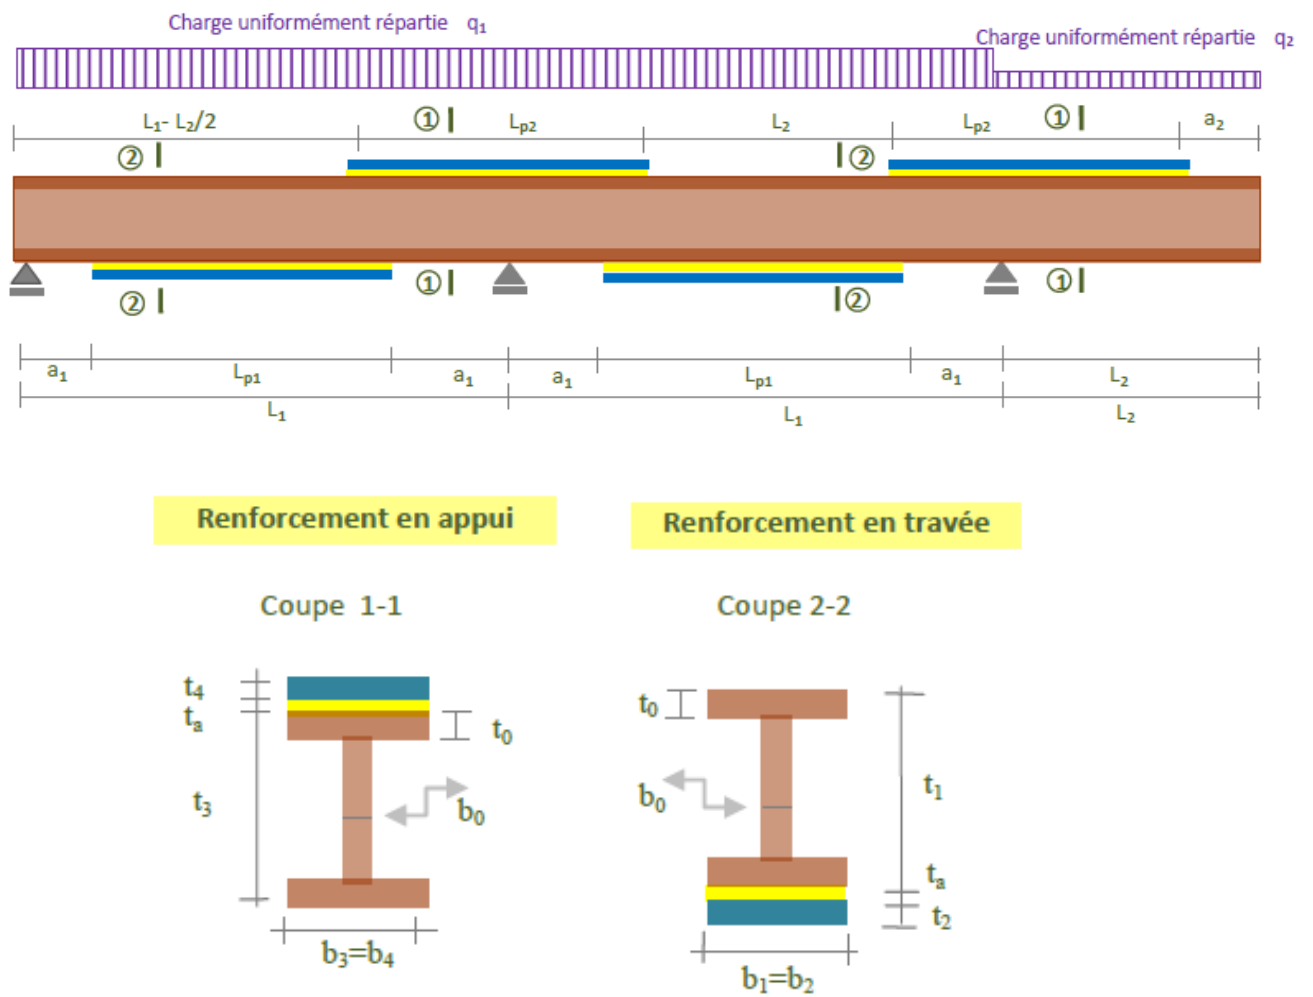 Charge uniformément répartie q₁
Charge uniformément répartie q₂
L₁- L₂/2
① 
Lₚ₂
L₂
Lₚ₂
①
a₂
②
②
①
①
②
②
a₁
Lₚ₁
a₁
a₁
Lₚ₁
a₁
L₂
L₁
L₁
L₂
Renforcement en appui
Renforcement en travée
Coupe 1-1
Coupe 2-2
t₄
tₐ
t₀
t₃
b₀
b₃=b₄
t₀
t₁
b₀
tₐ
t₂
b₁=b₂